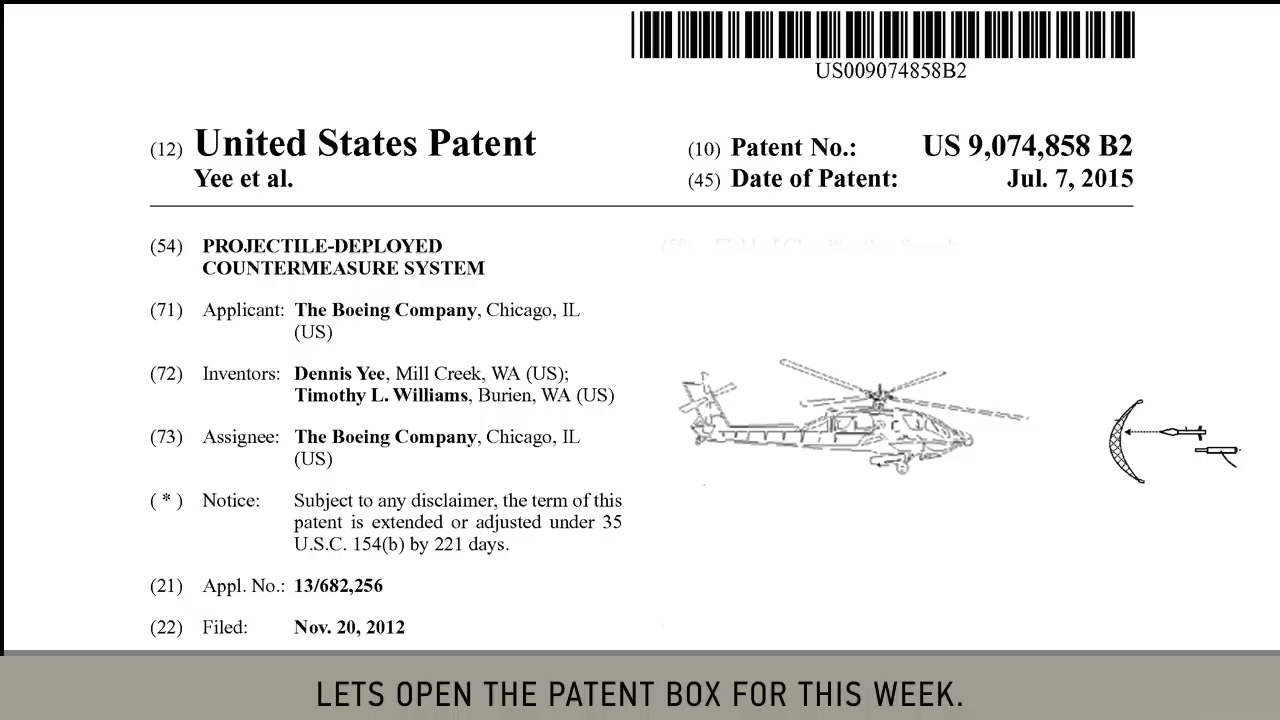 US009074858B2
(12) United States Patent
Yee et al.
(10) Patent No.: US 9,074,858 B2
(45) Date of Patent: Jul. 7, 2015
(54) PROJECTILE-DEPLOYED
COUNTERMEASURE SYSTEM
(71) Applicant: The Boeing Company, Chicago, IL
(US)
(72) Inventors: Dennis Yee, Mill Creek, WA (US);
Timothy L. Williams, Burien, WA (US)
(73) Assignee: The Boeing Company, Chicago, IL
(US)
( * ) Notice: Subject to any disclaimer, the term of this
patent is extended or adjusted under 35
U.S.C. 154(b) by 221 days.
(21) Appl. No.: 13/682,256
(22) Filed: Nov. 20, 2012
LETS OPEN THE PATENT BOX FOR THIS WEEK.